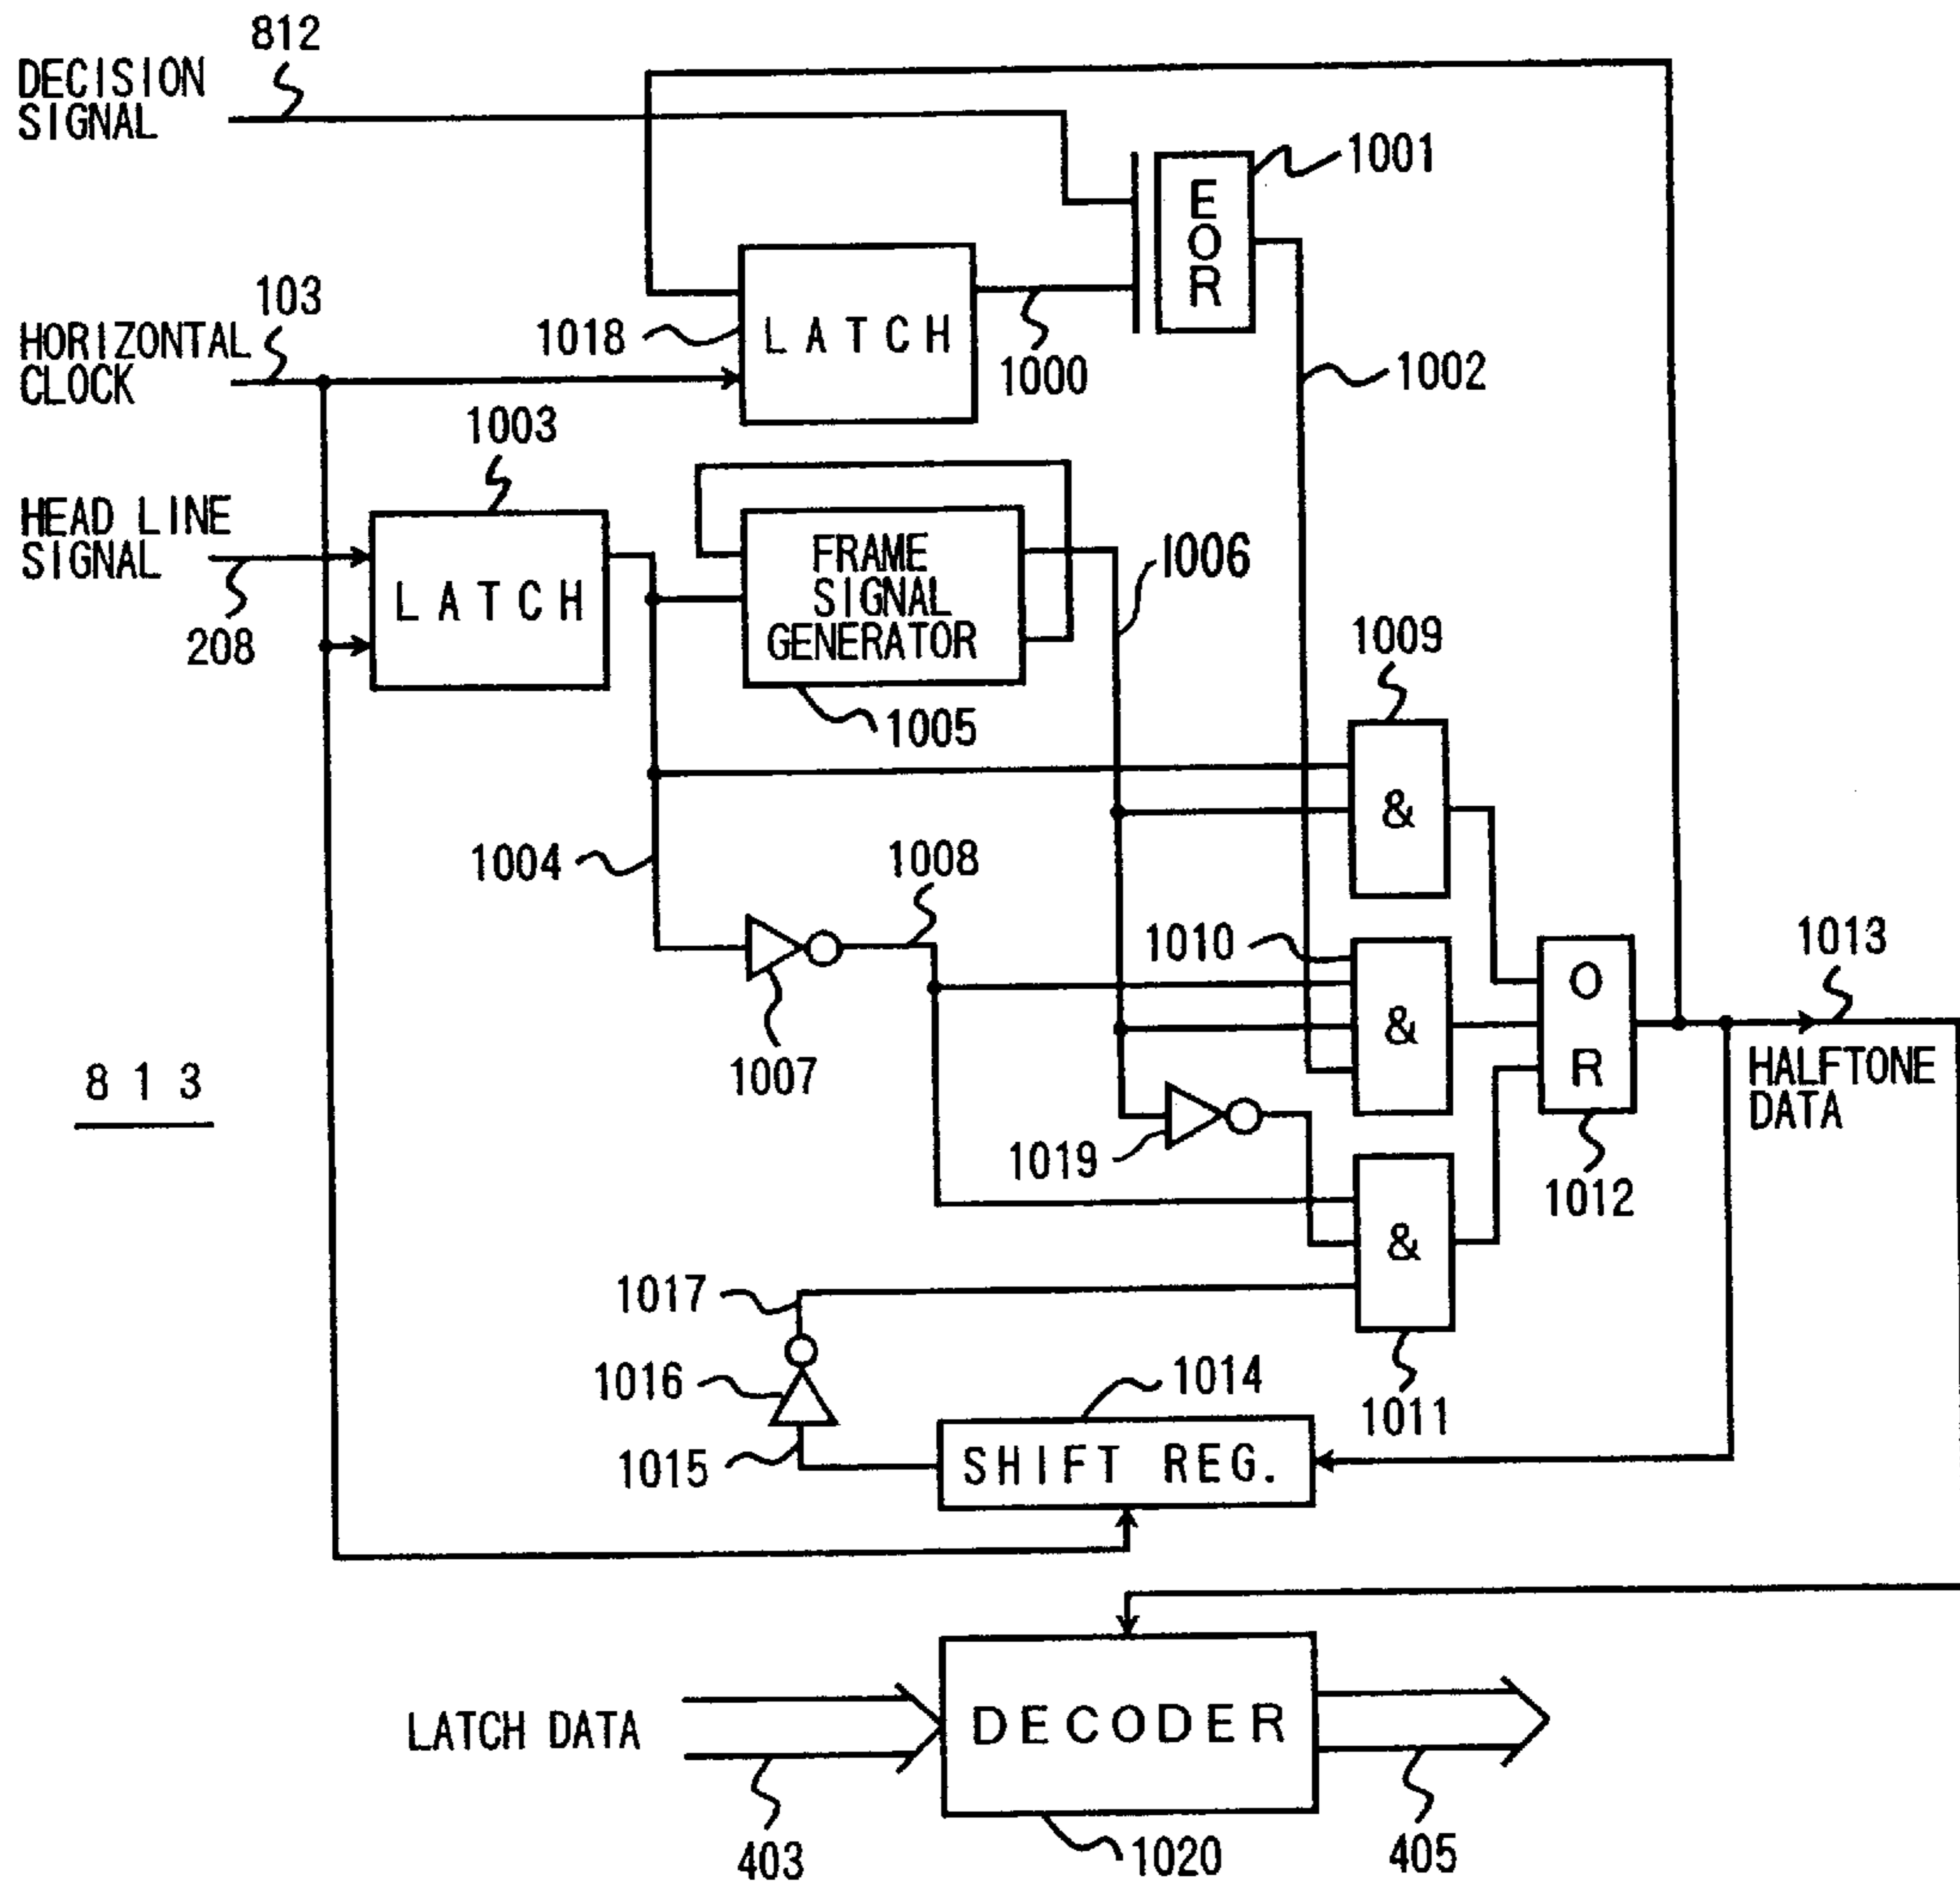 812
DECISION
SIGNAL
1001
E
O
R
103
HORIZONTAL
CLOCK
1018
LATCH
1000
1002
1003
HEAD LINE
SIGNAL
208
LATCH
FRAME
SIGNAL
GENERATOR
1005
1006
1009
&
1004
1008
1010
&
1013
O
R
HALFTONE
DATA
813
1007
1019
1012
&
1017
1016
1014
1011
1015
SHIFT REG.
LATCH DATA
DECODER
403
1020
405